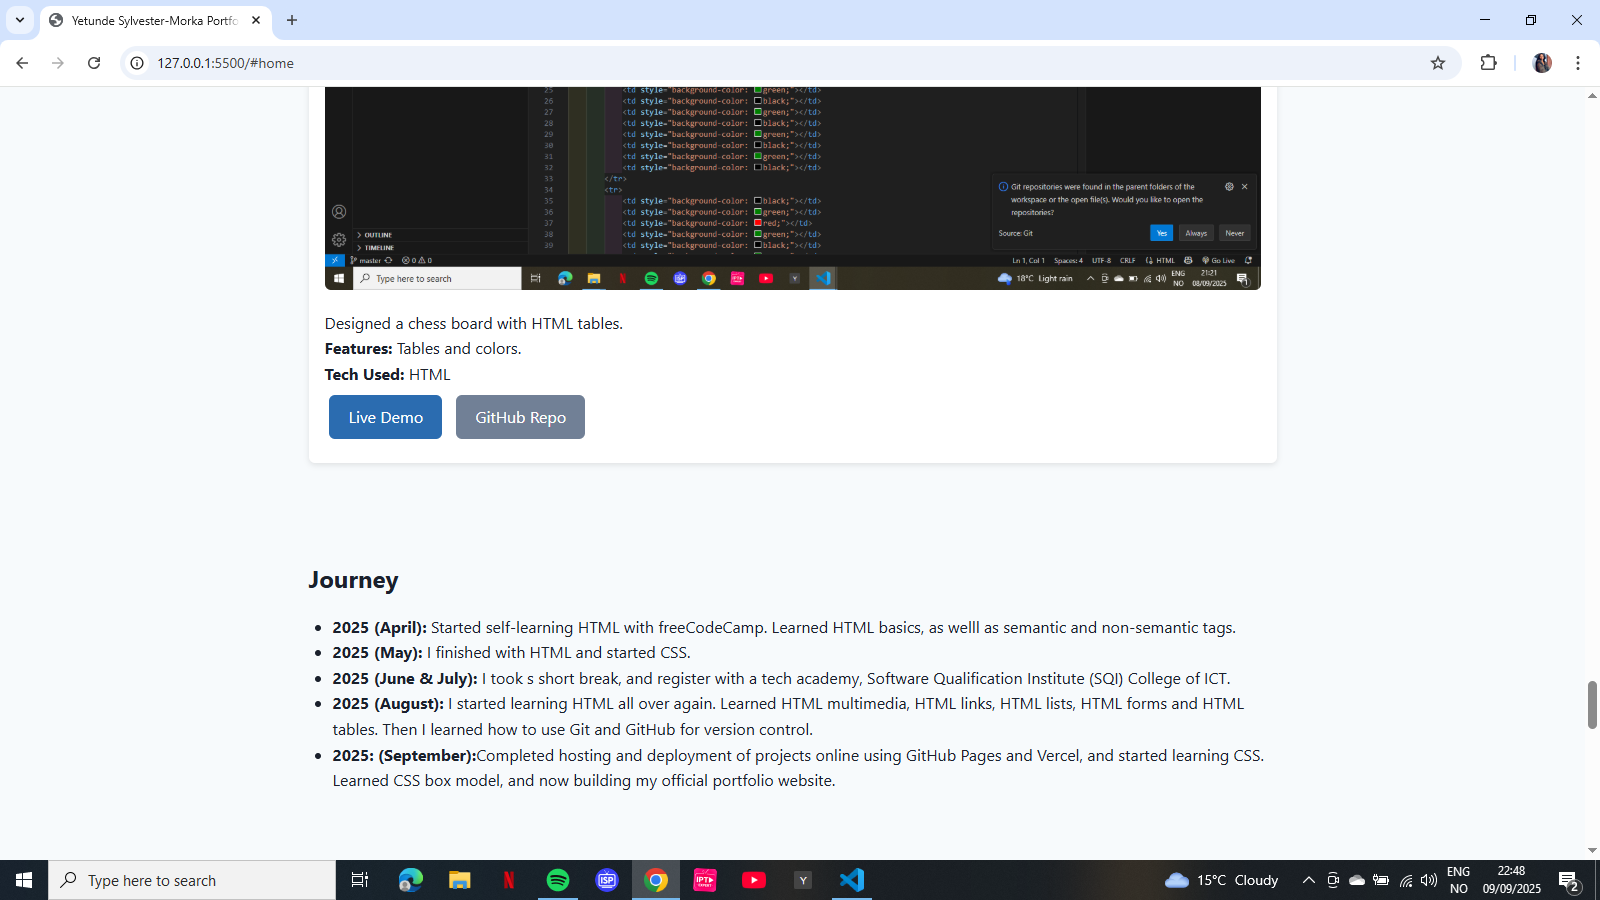 Yetunde Sylvester-Morka Portfo
127.0.0.1:5500/#home
25 <td style="background-color: green;"></td>
26 <td style="background-color: black;"></td>
27 <td style="background-color: green;"></td>
28 <td style="background-color: black;"></td>
29 <td style="background-color: green;"></td>
30 <td style="background-color: black;"></td>
31 <td style="background-color: green;"></td>
32 <td style="background-color: black;"></td>
33 </tr>
34 <tr>
35 <td style="background-color: black;"></td>
36 <td style="background-color: green;"></td>
37 <td style="background-color: red;"></td>
38 <td style="background-color: green;"></td>
39 <td style="background-color: black;"></td>
Git repositories were found in the parent folders of the
workspace or the open file(s). Would you like to open the
repositories?
Source: Git Yes Always Never
OUTLINE
TIMELINE
master 0 0 Ln 1, Col 1 Spaces: 4 UTF-8 CRLF HTML Go Live
Type here to search
18°C Light rain
ENG
NO
21:21
08/09/2025
1
Designed a chess board with HTML tables.
Features: Tables and colors.
Tech Used: HTML
Live Demo GitHub Repo
Journey
2025 (April): Started self-learning HTML with freeCodeCamp. Learned HTML basics, as welll as semantic and non-semantic tags.
2025 (May): I finished with HTML and started CSS.
2025 (June & July): I took s short break, and register with a tech academy, Software Qualification Institute (SQI) College of ICT.
2025 (August): I started learning HTML all over again. Learned HTML multimedia, HTML links, HTML lists, HTML forms and HTML
tables. Then I learned how to use Git and GitHub for version control.
2025: (September):Completed hosting and deployment of projects online using GitHub Pages and Vercel, and started learning CSS.
Learned CSS box model, and now building my official portfolio website.
Type here to search
N
ISP
IPT
EXPERT
Y
15°C Cloudy
ENG
NO
22:48
09/09/2025
2